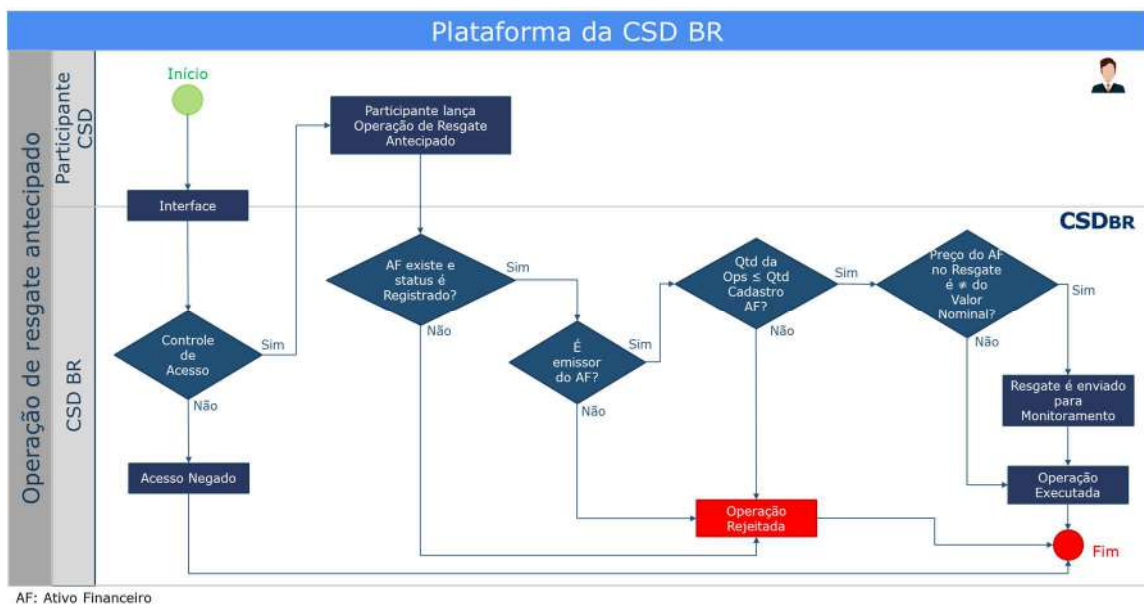 Plataforma da CSD BR
Operação de resgate antecipado
Participante
CSD
CSD BR
Início
Participante lança
Operação de Resgate
Antecipado
Interface
CSDBR
AF existe e
status é
Registrado?
Sim
Não
Qtd da
Ops ≤ Qtd
Cadastro
AF?
Sim
Não
Preço do AF
no Resgate
é ≠ do
Valor
Nominal?
Sim
Não
Controle
de
Acesso
Sim
Não
É
emissor
do AF?
Sim
Não
Resgate é enviado
para
Monitoramento
Acesso Negado
Operação
Executada
Operação
Rejeitada
Fim
AF: Ativo Financeiro